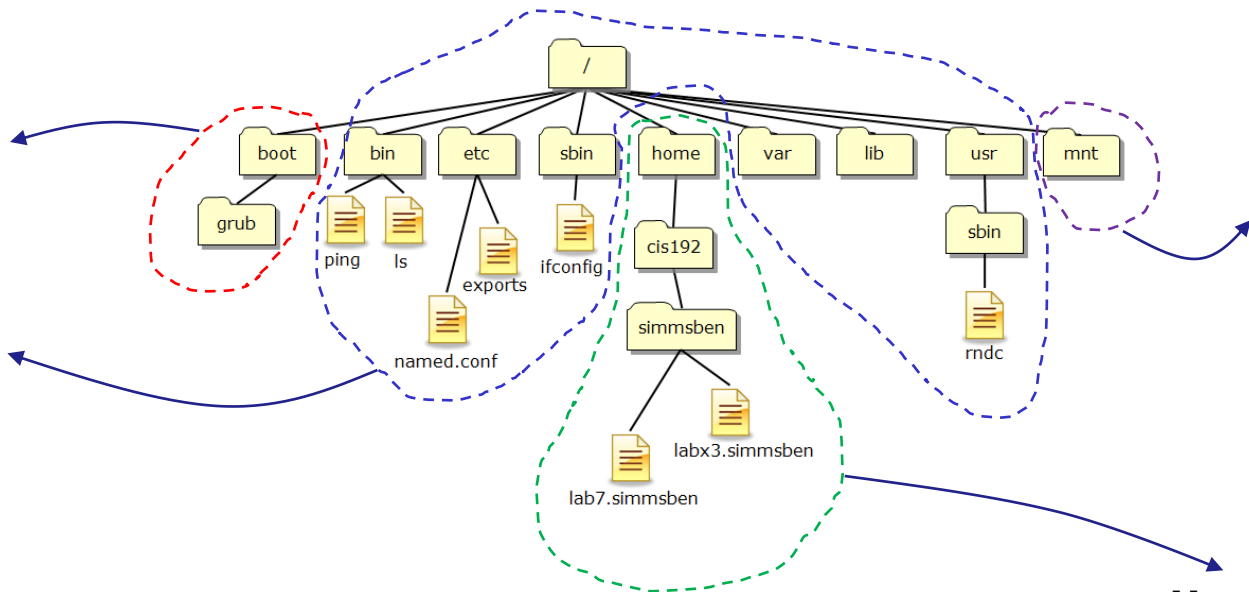 /
boot
bin
etc
sbin
home
var
lib
usr
mnt
grub
ping
ls
exports
ifconfig
cis192
sbin
named.conf
simmsben
rndc
labx3.simmsben
lab7.simmsben